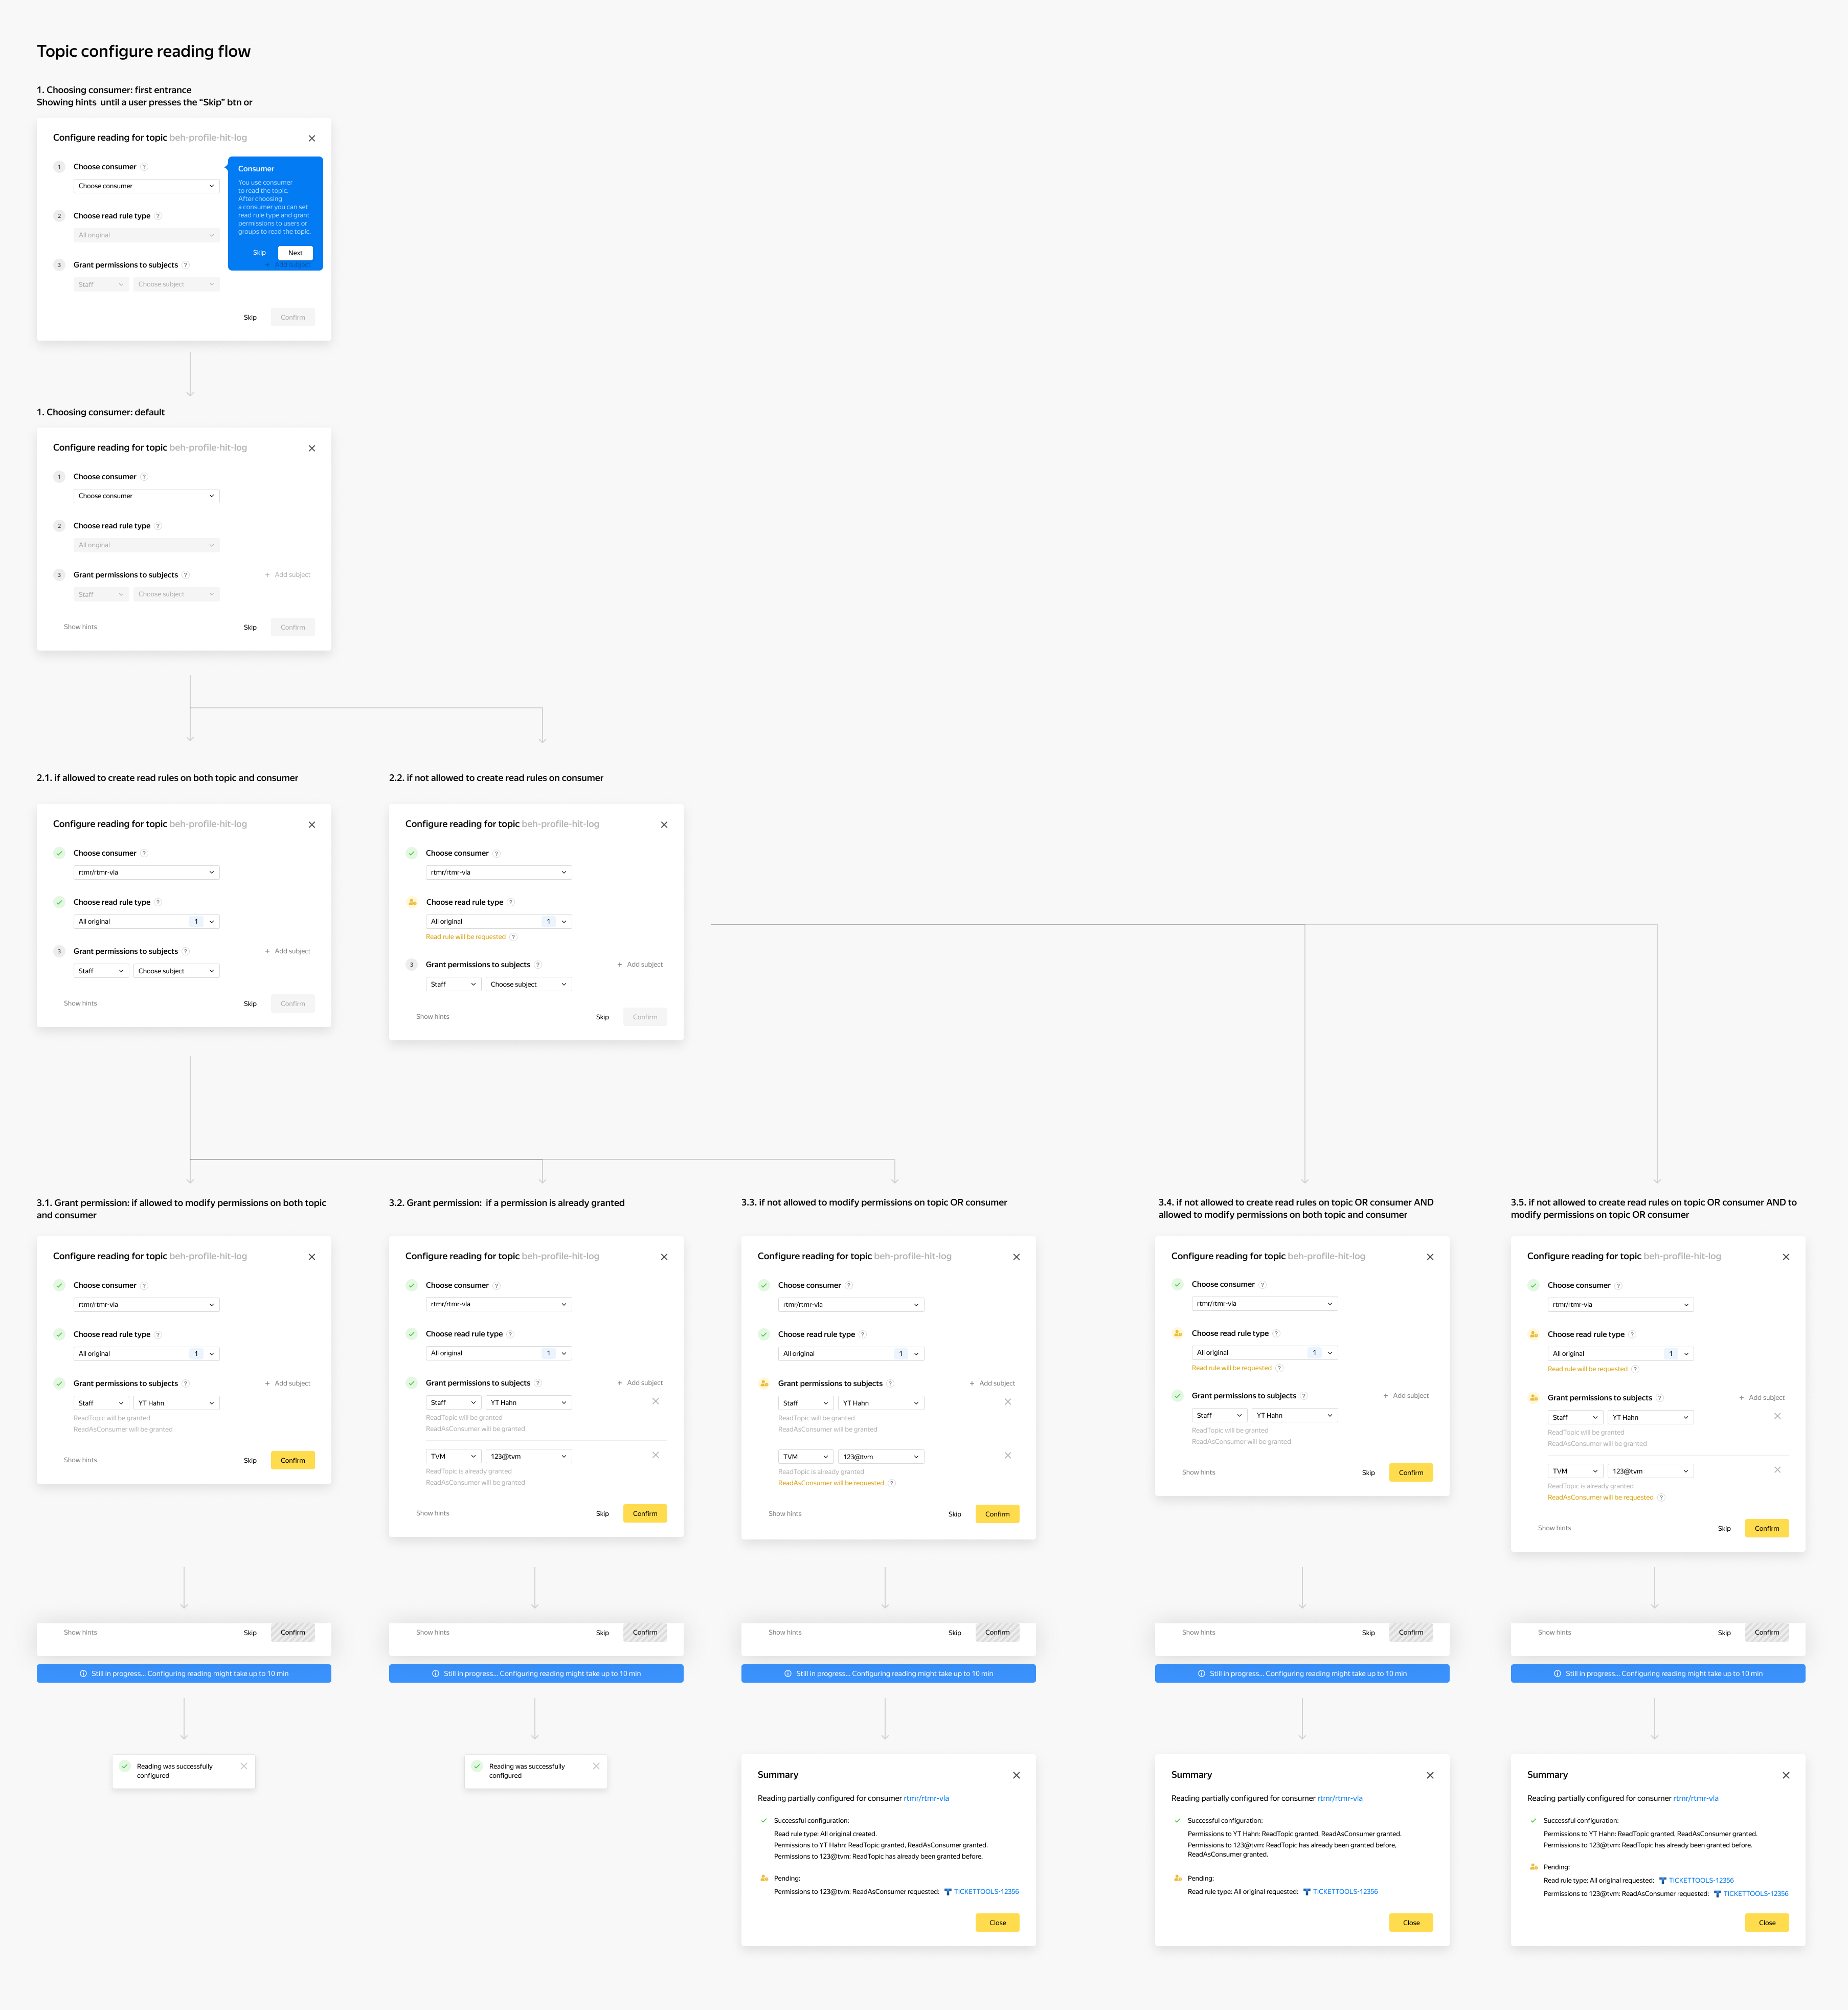 Topic configure reading flow
1. Choosing consumer: first entrance
Showing hints until a user presses the "Skip" btn or
Configure reading for topic beh-profile-hit-log
1 Choose consumer ?
Choose consumer
2 Choose read rule type ?
All original
3 Grant permissions to subjects ?
+ Add subject
Staff Choose subject
Consumer
You use consumer
to read the topic.
After choosing
a consumer you can set
read rule type and grant
permissions to users or
groups to read the topic.
Skip Next
Skip Confirm
1. Choosing consumer: default
Configure reading for topic beh-profile-hit-log
1 Choose consumer ?
Choose consumer
2 Choose read rule type ?
All original
3 Grant permissions to subjects ? + Add subject
Staff Choose subject
Show hints Skip Confirm
2.1. if allowed to create read rules on both topic and consumer
Configure reading for topic beh-profile-hit-log
Choose consumer ?
rtmr/rtmr-vla
Choose read rule type ?
All original 1
3 Grant permissions to subjects ? + Add subject
Staff Choose subject
Show hints Skip Confirm
2.2. if not allowed to create read rules on consumer
Configure reading for topic beh-profile-hit-log
Choose consumer ?
rtmr/rtmr-vla
Choose read rule type ?
All original 1
Read rule will be requested ?
3 Grant permissions to subjects ? + Add subject
Staff Choose subject
Show hints Skip Confirm
3.1. Grant permission: if allowed to modify permissions on both topic
and consumer
Configure reading for topic beh-profile-hit-log
Choose consumer ?
rtmr/rtmr-vla
Choose read rule type ?
All original 1
Grant permissions to subjects ? + Add subject
Staff YT Hahn
ReadTopic will be granted
ReadAsConsumer will be granted
Show hints Skip Confirm
Show hints Skip Confirm
Still in progress... Configuring reading might take up to 10 min
Reading was successfully
configured
3.2. Grant permission: if a permission is already granted
Configure reading for topic beh-profile-hit-log
Choose consumer ?
rtmr/rtmr-vla
Choose read rule type ?
All original 1
Grant permissions to subjects ? + Add subject
Staff YT Hahn
ReadTopic will be granted
ReadAsConsumer will be granted
TVM 123@tvm
ReadTopic is already granted
ReadAsConsumer will be granted
Show hints Skip Confirm
Show hints Skip Confirm
Still in progress... Configuring reading might take up to 10 min
Reading was successfully
configured
3.3. if not allowed to modify permissions on topic OR consumer
Configure reading for topic beh-profile-hit-log
Choose consumer ?
rtmr/rtmr-vla
Choose read rule type ?
All original 1
Grant permissions to subjects ? + Add subject
Staff YT Hahn
ReadTopic will be granted
ReadAsConsumer will be granted
TVM 123@tvm
ReadTopic is already granted
ReadAsConsumer will be requested ?
Show hints Skip Confirm
Show hints Skip Confirm
Still in progress... Configuring reading might take up to 10 min
Summary
Reading partially configured for consumer rtmr/rtmr-vla
Successful configuration:
Read rule type: All original created.
Permissions to YT Hahn: ReadTopic granted, ReadAsConsumer granted.
Permissions to 123@tvm: ReadTopic has already been granted before.
Pending:
Permissions to 123@tvm: ReadAsConsumer requested: TICKETTOOLS-12356
Close
3.4. if not allowed to create read rules on topic OR consumer AND
allowed to modify permissions on both topic and consumer
Configure reading for topic beh-profile-hit-log
Choose consumer ?
rtmr/rtmr-vla
Choose read rule type ?
All original 1
Read rule will be requested ?
Grant permissions to subjects ? + Add subject
Staff YT Hahn
ReadTopic will be granted
ReadAsConsumer will be granted
Show hints Skip Confirm
Show hints Skip Confirm
Still in progress... Configuring reading might take up to 10 min
Summary
Reading partially configured for consumer rtmr/rtmr-vla
Successful configuration:
Permissions to YT Hahn: ReadTopic granted, ReadAsConsumer granted.
Permissions to 123@tvm: ReadTopic has already been granted before,
ReadAsConsumer granted.
Pending:
Read rule type: All original requested: TICKETTOOLS-12356
Close
3.5. if not allowed to create read rules on topic OR consumer AND to
modify permissions on topic OR consumer
Configure reading for topic beh-profile-hit-log
Choose consumer ?
rtmr/rtmr-vla
Choose read rule type ?
All original 1
Read rule will be requested ?
Grant permissions to subjects ? + Add subject
Staff YT Hahn
ReadTopic will be granted
ReadAsConsumer will be granted
TVM 123@tvm
ReadTopic is already granted
ReadAsConsumer will be requested ?
Show hints Skip Confirm
Show hints Skip Confirm
Still in progress... Configuring reading might take up to 10 min
Summary
Reading partially configured for consumer rtmr/rtmr-vla
Successful configuration:
Permissions to YT Hahn: ReadTopic granted, ReadAsConsumer granted.
Permissions to 123@tvm: ReadTopic has already been granted before.
Pending:
Read rule type: All original requested: TICKETTOOLS-12356
Permissions to 123@tvm: ReadAsConsumer requested: TICKETTOOLS-12356
Close